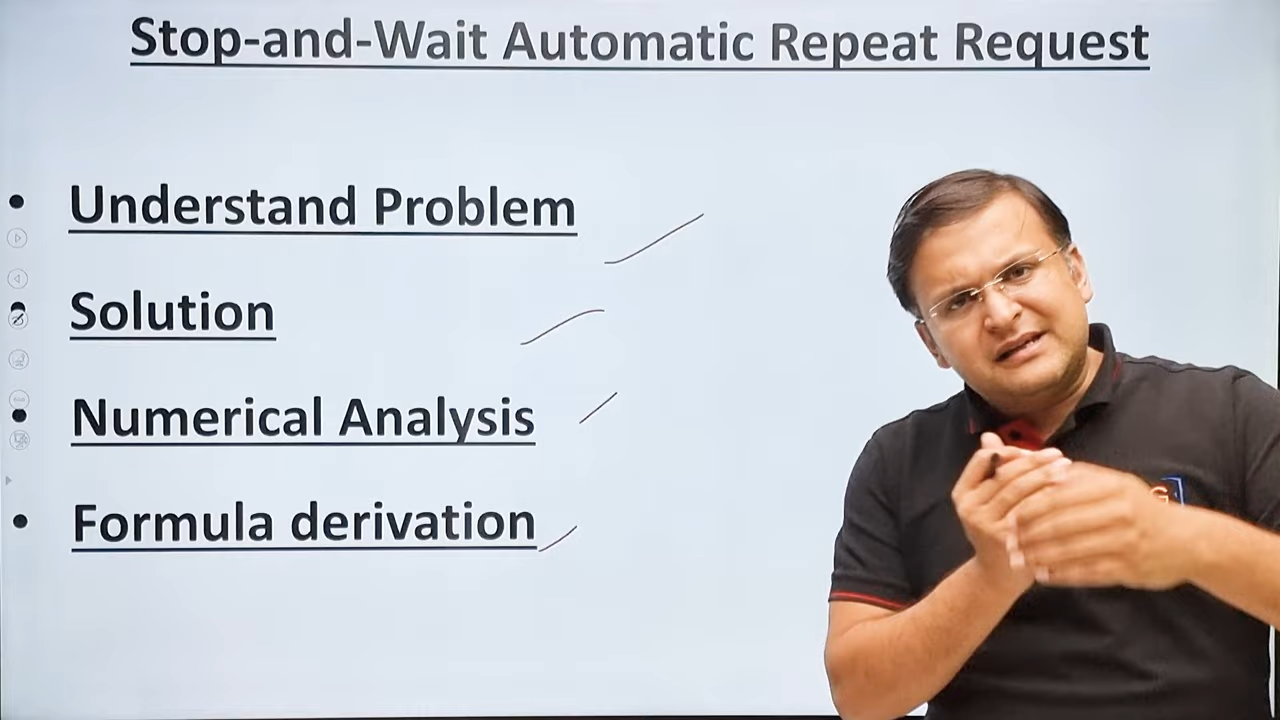 Stop-and-Wait Automatic Repeat Request
• Understand Problem
• Solution
• Numerical Analysis
• Formula derivation
G